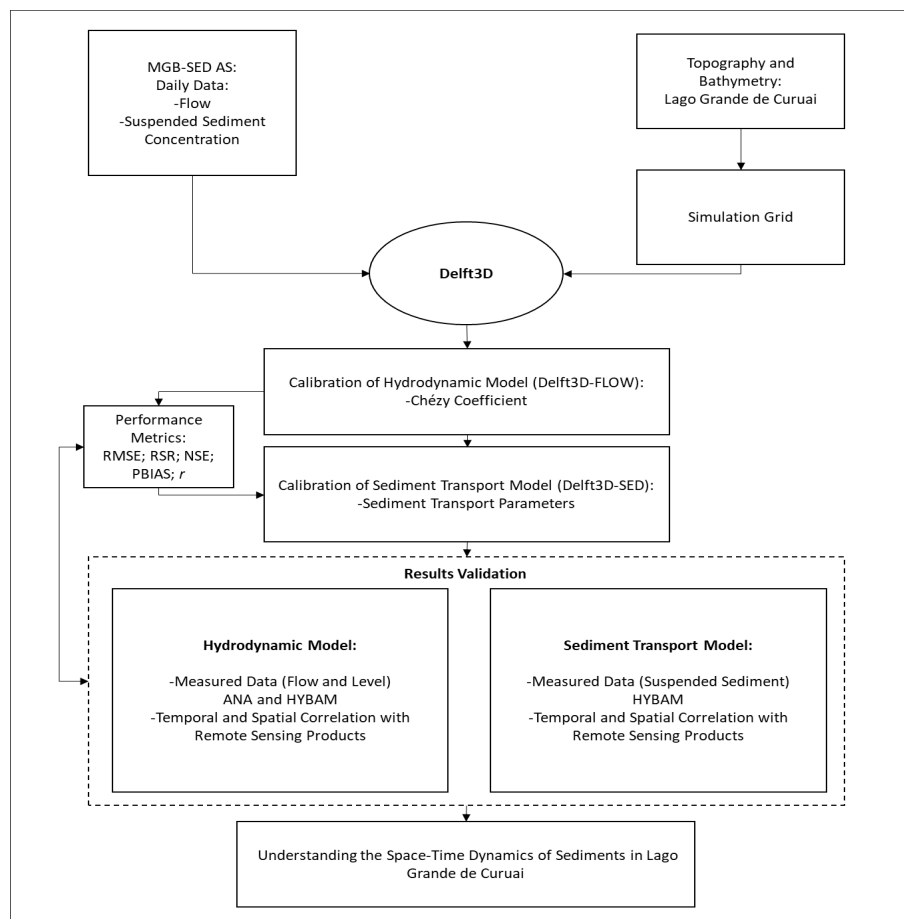 MGB-SED AS:
Daily Data:
-Flow
-Suspended Sediment
Concentration
Topography and
Bathymetry:
Lago Grande de Curuai
Simulation Grid
Delft3D
Calibration of Hydrodynamic Model (Delft3D-FLOW):
-Chézy Coefficient
Performance
Metrics:
RMSE; RSR; NSE;
PBIAS; r
Calibration of Sediment Transport Model (Delft3D-SED):
-Sediment Transport Parameters
Results Validation
Hydrodynamic Model:
-Measured Data (Flow and Level)
ANA and HYBAM
-Temporal and Spatial Correlation with
Remote Sensing Products
Sediment Transport Model:
-Measured Data (Suspended Sediment)
HYBAM
-Temporal and Spatial Correlation with
Remote Sensing Products
Understanding the Space-Time Dynamics of Sediments in Lago
Grande de Curuai